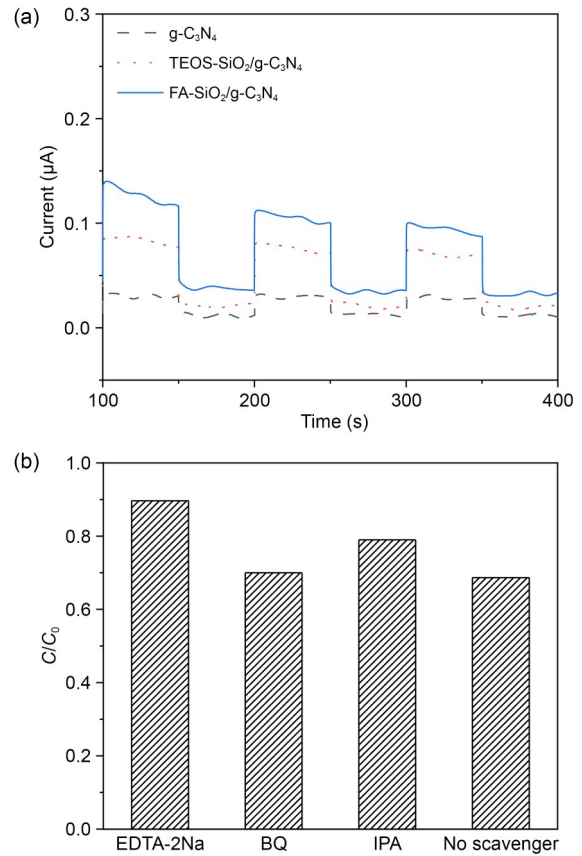 (a)
0.3
0.2
0.1
0.0
Current (μA)
g-C₃N₄
TEOS-SiO₂/g-C₃N₄
FA-SiO₂/g-C₃N₄
100 200 300 400
Time (s)
(b)
1.0
0.8
0.6
0.4
0.2
0.0
C/C₀
EDTA-2Na BQ IPA No scavenger